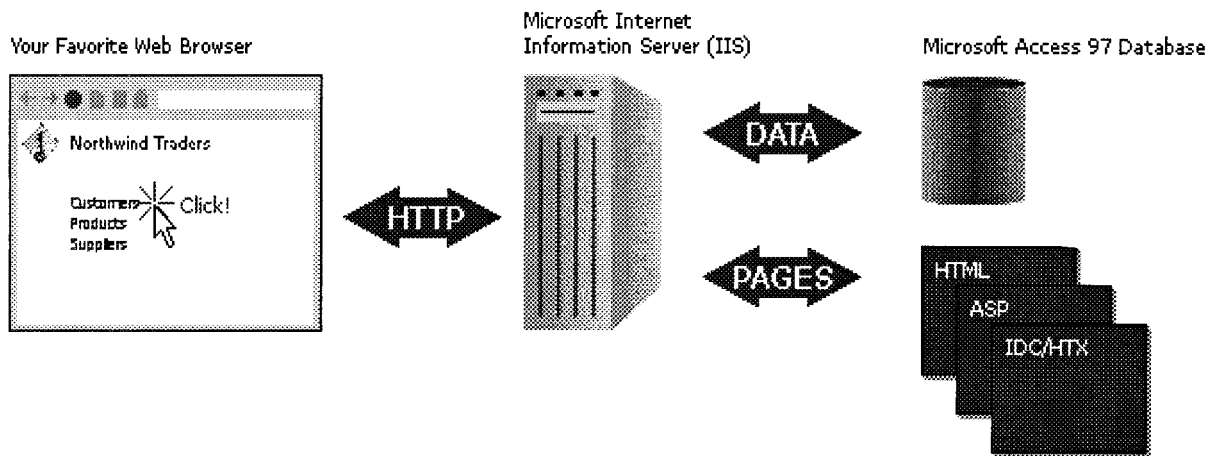 Your Favorite Web Browser
Microsoft Internet
Information Server (IIS)
Microsoft Access 97 Database
Northwind Traders
Customers
Click!
Products
Suppliers
HTTP
DATA
PAGES
HTML
ASP
IDC/HTX